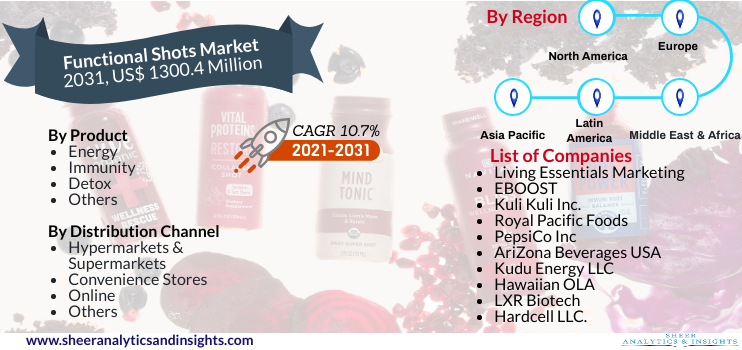 Functional Shots Market
2031, US$ 1300.4 Million
By Product
• Energy
• Immunity
• Detox
• Others
By Distribution Channel
• Hypermarkets &
Supermarkets
• Convenience Stores
• Online
• Others
CAGR 10.7%
2021-2031
VITAL
PROTEINS
SHOT
MIND
TONIC
WELLNESS
By Region
North America
Europe
Asia Pacific
Latin
America
Middle East & Africa
List of Companies
• Living Essentials Marketing
• EBOOST
• Kuli Kuli Inc.
• Royal Pacific Foods
• PepsiCo Inc
• AriZona Beverages USA
• Kudu Energy LLC
• Hawaiian OLA
• LXR Biotech
• Hardcell LLC.
www.sheeranalyticsandinsights.com
SHEER
ANALYTICS & INSIGHTS